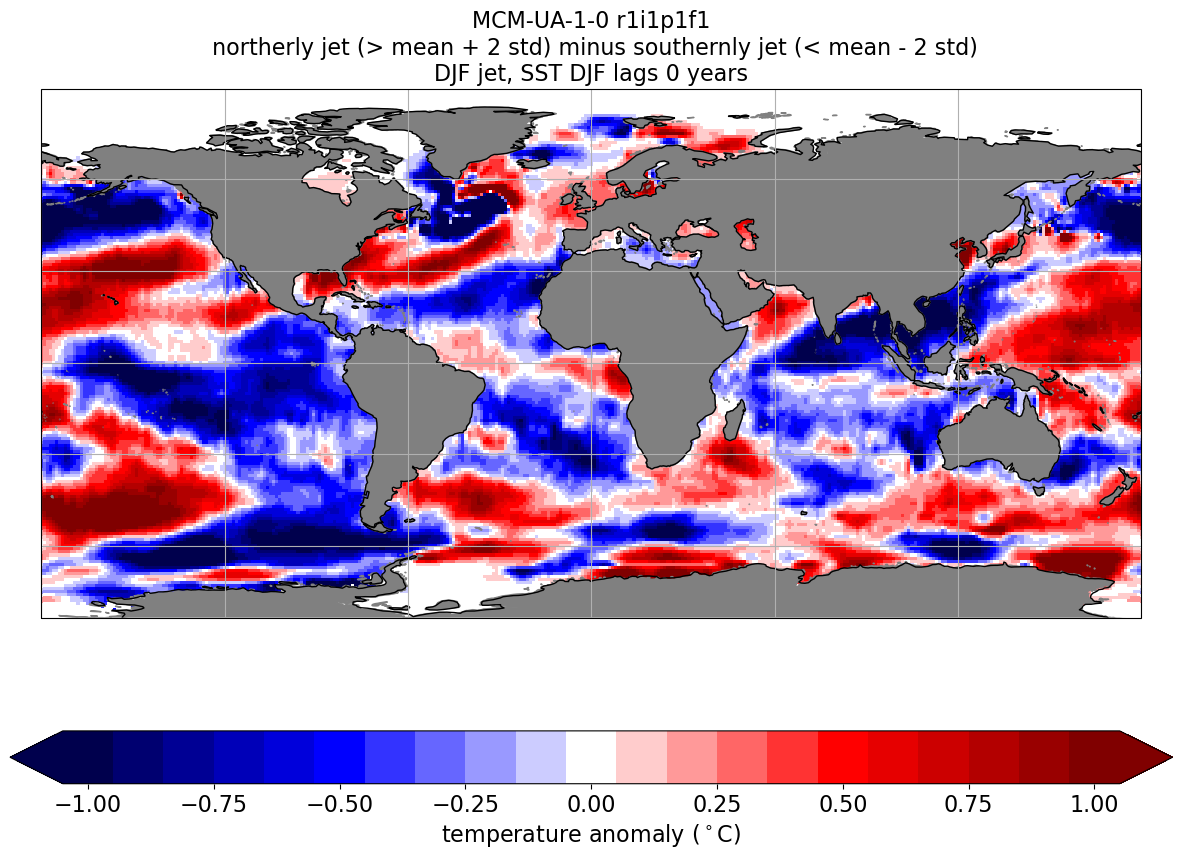 MCM-UA-1-0 r1i1p1f1
northerly jet (> mean + 2 std) minus southernly jet (< mean - 2 std)
DJF jet, SST DJF lags 0 years
−1.00 −0.75 −0.50 −0.25 0.00 0.25 0.50 0.75 1.00
temperature anomaly (°C)